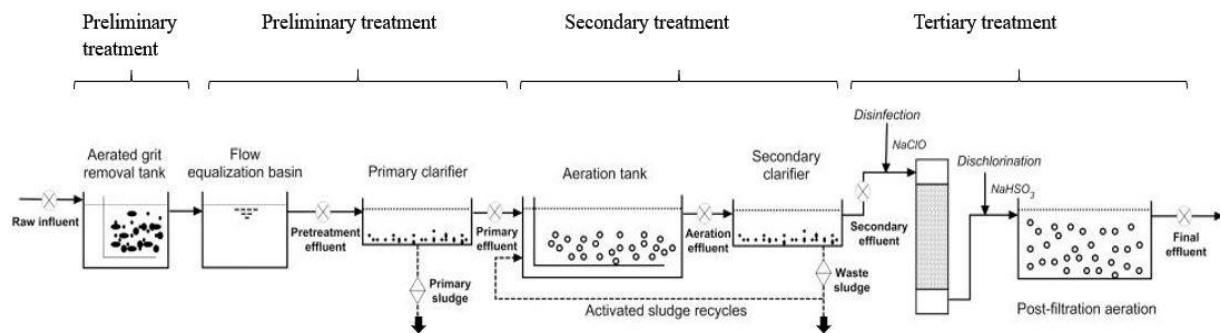 Preliminary
treatment
Preliminary treatment
Secondary treatment
Tertiary treatment
Disinfection
NaClO
Dischlorination
NaHSO3
Aerated grit
removal tank
Flow
equalization basin
Primary clarifier
Aeration tank
Secondary
clarifier
Raw influent
Pretreatment
effluent
Primary
effluent
Aeration
effluent
Secondary
effluent
Final
effluent
Primary
sludge
Waste
sludge
Activated sludge recycles
Post-filtration aeration